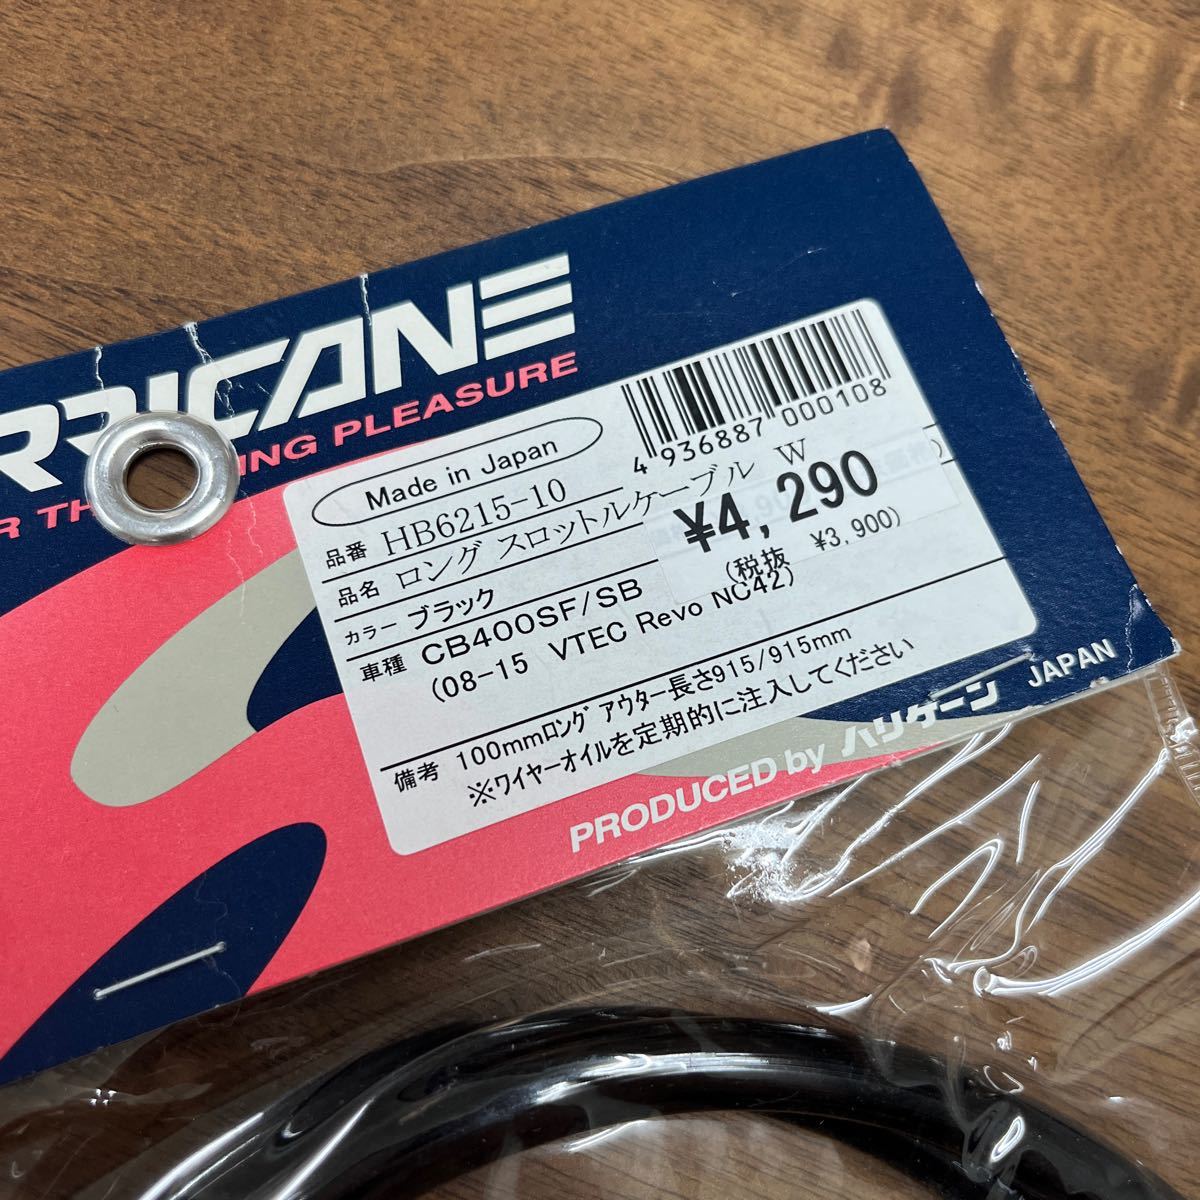 RRICANE
R TH ING PLEASURE
Made in Japan
4 936887 000108
品番 HB6215-10
品名 ロング スロットルケーブル W
¥4,290
(税抜 ¥3,900)
カラー ブラック
車種 CB400SF/SB
(08-15 VTEC Revo NC42)
備考 100mmロング アウター長さ915/915mm
※ワイヤーオイルを定期的に注入してください
PRODUCED by ハリケーン JAPAN